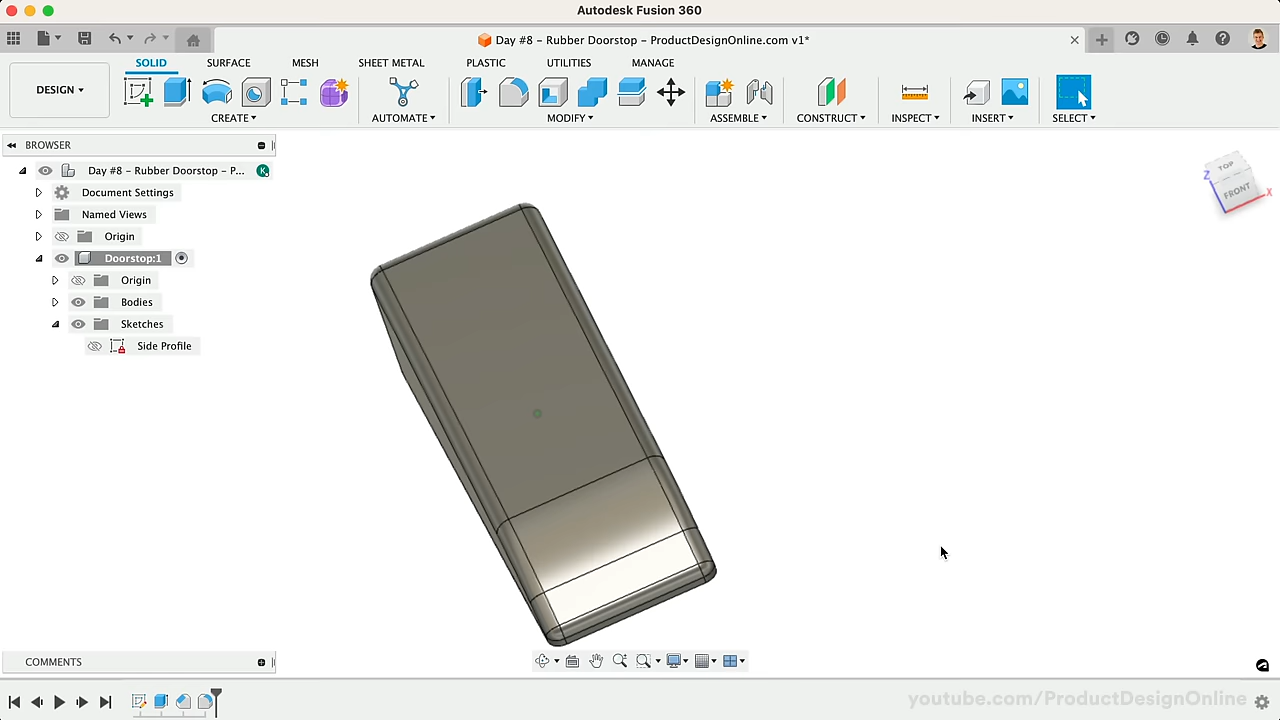 Autodesk Fusion 360
Day #8 – Rubber Doorstop – ProductDesignOnline.com v1*
SOLID SURFACE MESH SHEET METAL PLASTIC UTILITIES MANAGE
DESIGN
CREATE AUTOMATE MODIFY ASSEMBLE CONSTRUCT INSPECT INSERT SELECT
BROWSER
Day #8 – Rubber Doorstop – P...
K
Document Settings
Named Views
Origin
Doorstop:1
Origin
Bodies
Sketches
Side Profile
TOP
Z
FRONT
X
COMMENTS
youtube.com/ProductDesignOnline